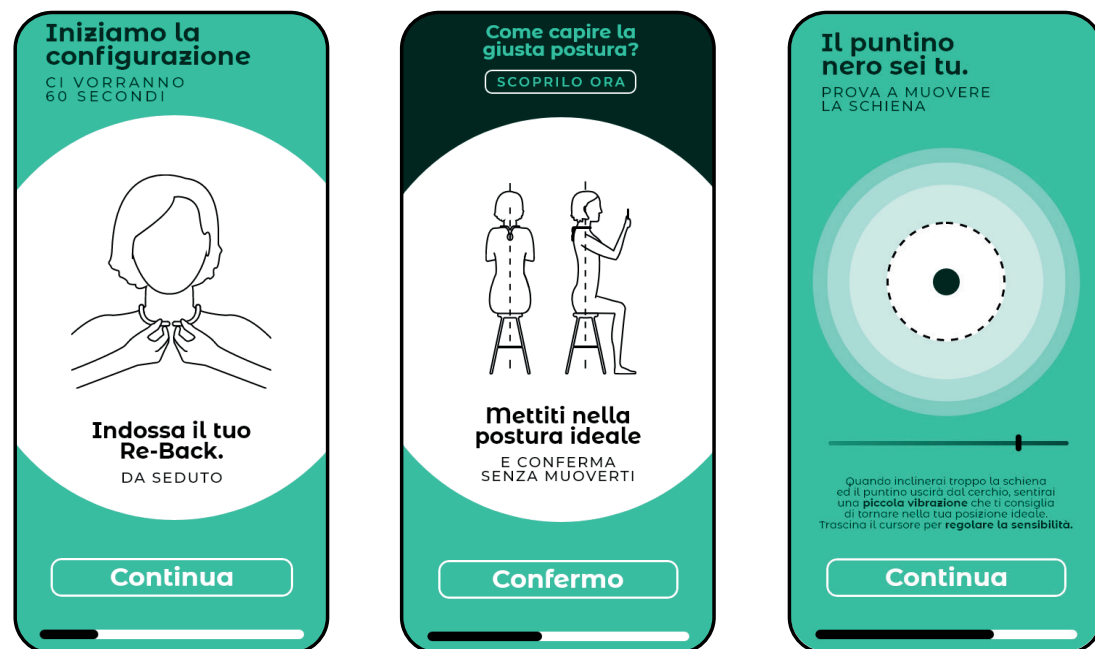 Iniziamo la
configurazione
CI VORRANNO
60 SECONDI
Indossa il tuo
Re-Back.
DA SEDUTO
Continua
Come capire la
giusta postura?
SCOPRILO ORA
Mettiti nella
postura ideale
E CONFERMA
SENZA MUOVERTI
Confermo
Il puntino
nero sei tu.
PROVA A MUOVERE
LA SCHIENA
Quando inclinerai troppo la schiena
ed il puntino uscirà dal cerchio, sentirai
una piccola vibrazione che ti consiglia
di tornare nella tua posizione ideale.
Trascina il cursore per regolare la sensibilità.
Continua